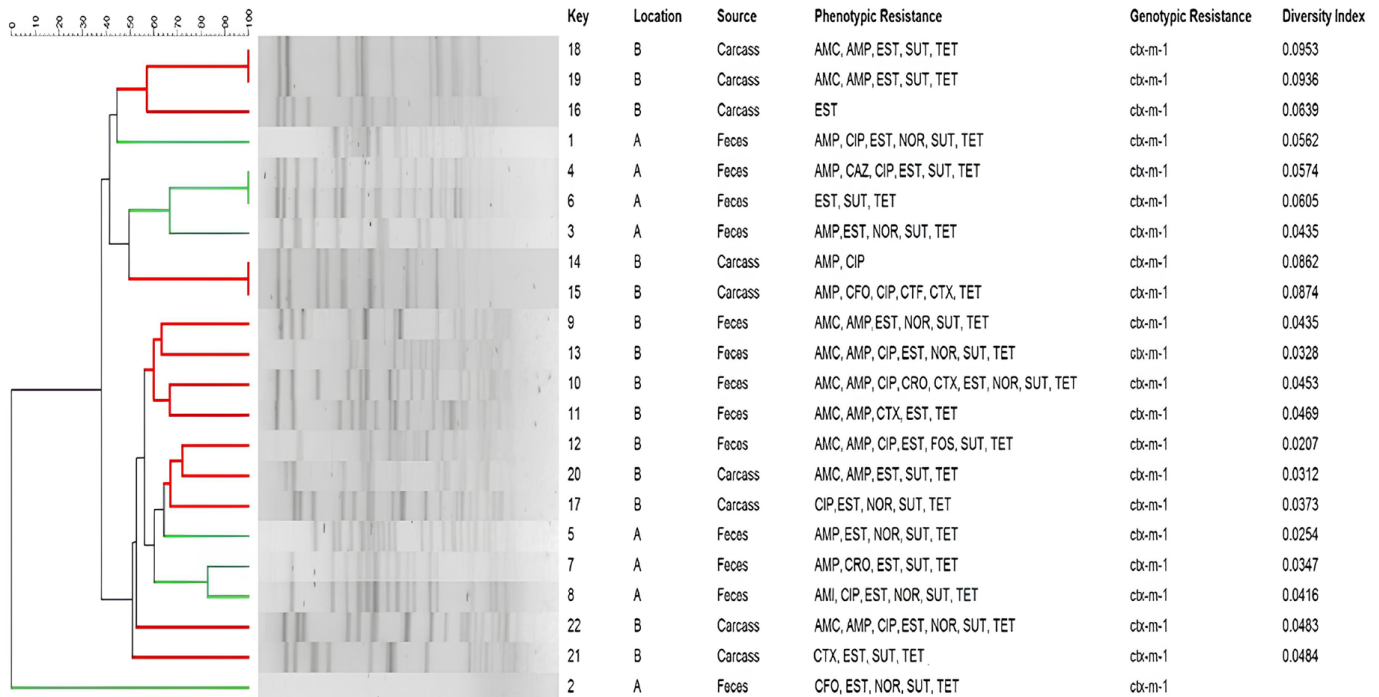 0 10 20 30 40 50 60 70 80 90 100
Key Location Source Phenotypic Resistance Genotypic Resistance Diversity Index
18 B Carcass AMC, AMP, EST, SUT, TET ctx-m-1 0.0953
19 B Carcass AMC, AMP, EST, SUT, TET ctx-m-1 0.0936
16 B Carcass EST ctx-m-1 0.0639
1 A Feces AMP, CIP, EST, NOR, SUT, TET ctx-m-1 0.0562
4 A Feces AMP, CAZ, CIP, EST, SUT, TET ctx-m-1 0.0574
6 A Feces EST, SUT, TET ctx-m-1 0.0605
3 A Feces AMP, EST, NOR, SUT, TET ctx-m-1 0.0435
14 B Carcass AMP, CIP ctx-m-1 0.0862
15 B Carcass AMP, CFO, CIP, CTF, CTX, TET ctx-m-1 0.0874
9 B Feces AMC, AMP, EST, NOR, SUT, TET ctx-m-1 0.0435
13 B Feces AMC, AMP, CIP, EST, NOR, SUT, TET ctx-m-1 0.0328
10 B Feces AMC, AMP, CIP, CRO, CTX, EST, NOR, SUT, TET ctx-m-1 0.0453
11 B Feces AMC, AMP, CTX, EST, TET ctx-m-1 0.0469
12 B Feces AMC, AMP, CIP, EST, FOS, SUT, TET ctx-m-1 0.0207
20 B Carcass AMC, AMP, EST, SUT, TET ctx-m-1 0.0312
17 B Carcass CIP, EST, NOR, SUT, TET ctx-m-1 0.0373
5 A Feces AMP, EST, NOR, SUT, TET ctx-m-1 0.0254
7 A Feces AMP, CRO, EST, SUT, TET ctx-m-1 0.0347
8 A Feces AMI, CIP, EST, NOR, SUT, TET ctx-m-1 0.0416
22 B Carcass AMC, AMP, CIP, EST, NOR, SUT, TET ctx-m-1 0.0483
21 B Carcass CTX, EST, SUT, TET ctx-m-1 0.0484
2 A Feces CFO, EST, NOR, SUT, TET ctx-m-1